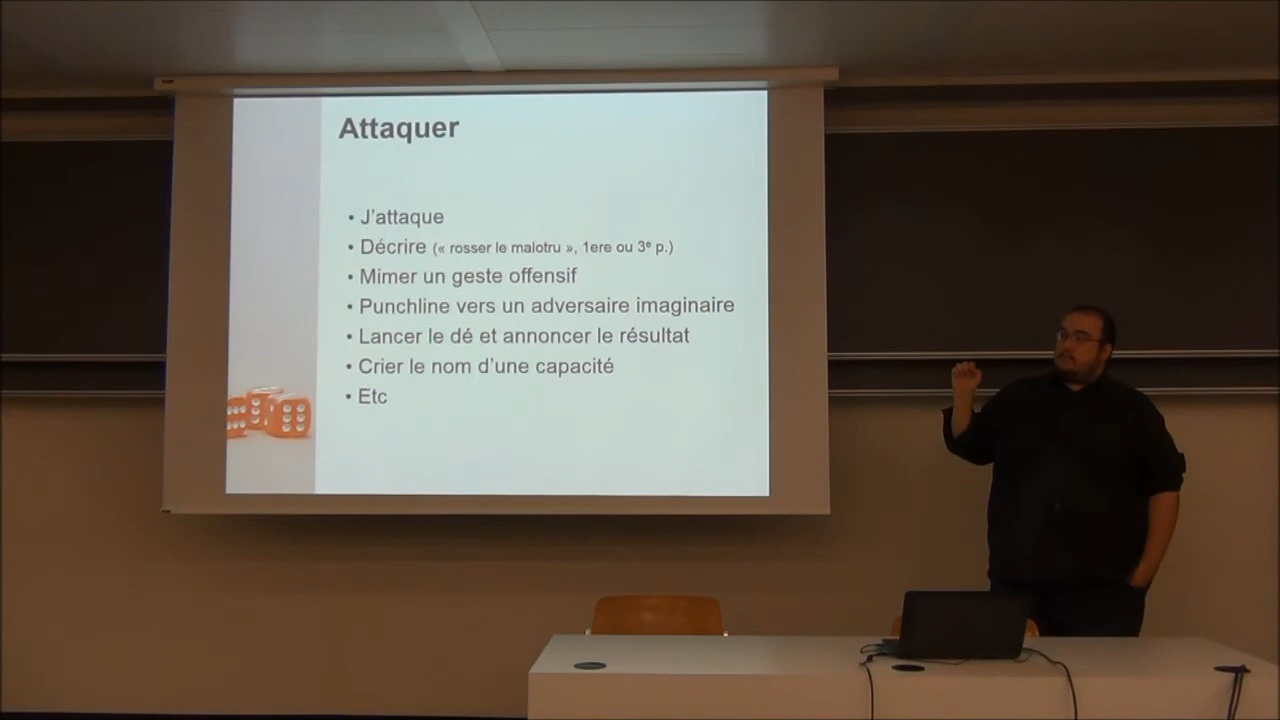 Attaquer
• J'attaque
• Décrire (« rosser le malotru », 1ere ou 3e p.)
• Mimer un geste offensif
• Punchline vers un adversaire imaginaire
• Lancer le dé et annoncer le résultat
• Crier le nom d'une capacité
• Etc